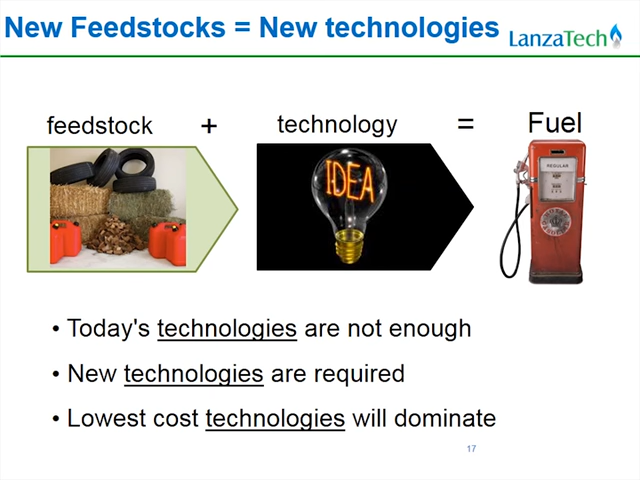 New Feedstocks = New technologies
LanzaTech
feedstock + technology = Fuel
IDEA
REGULAR
• Today's technologies are not enough
• New technologies are required
• Lowest cost technologies will dominate
17